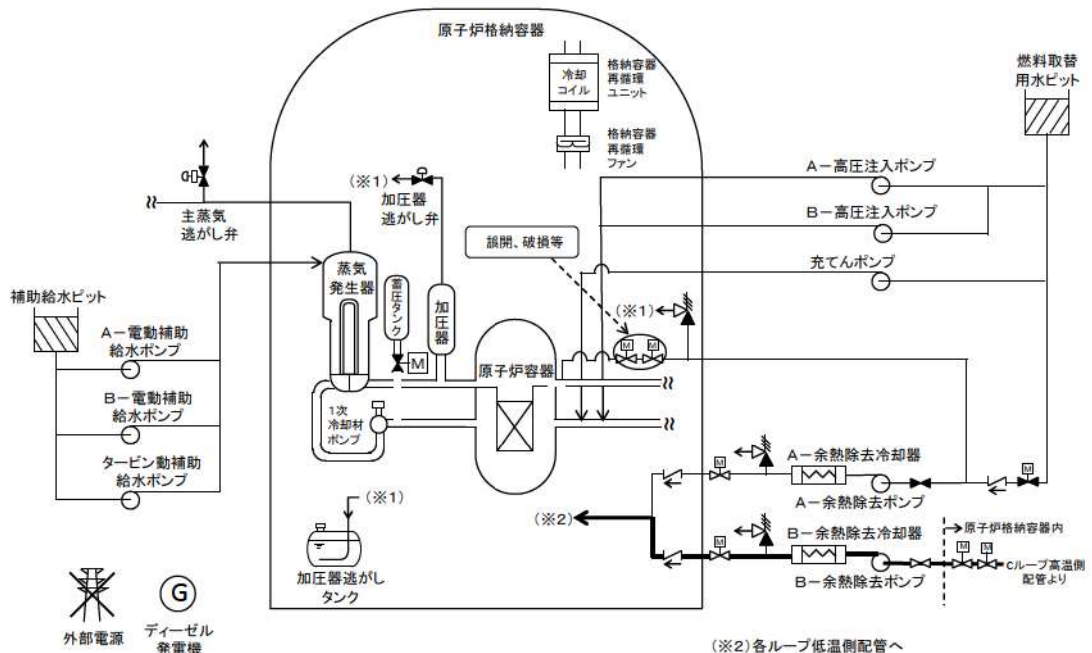 原子炉格納容器
冷却
コイル
格納容器
再循環
ユニット
格納容器
再循環
ファン
燃料取替
用水ピット
A-高圧注入ポンプ
B-高圧注入ポンプ
充てんポンプ
主蒸気
逃がし弁
(※1)
加圧器
逃がし弁
誤開、破損等
(※1)
蒸気
発生器
蓄圧タンク
加圧器
M
M
M
原子炉容器
1次
冷却材
ポンプ
補助給水ピット
A-電動補助
給水ポンプ
B-電動補助
給水ポンプ
タービン動補助
給水ポンプ
(※1)
加圧器逃がし
タンク
M
A-余熱除去冷却器
A-余熱除去ポンプ
M
(※2)
M
B-余熱除去冷却器
B-余熱除去ポンプ
原子炉格納容器内
M
M
Cループ高温側
配管より
外部電源
G
ディーゼル
発電機
(※2)各ループ低温側配管へ